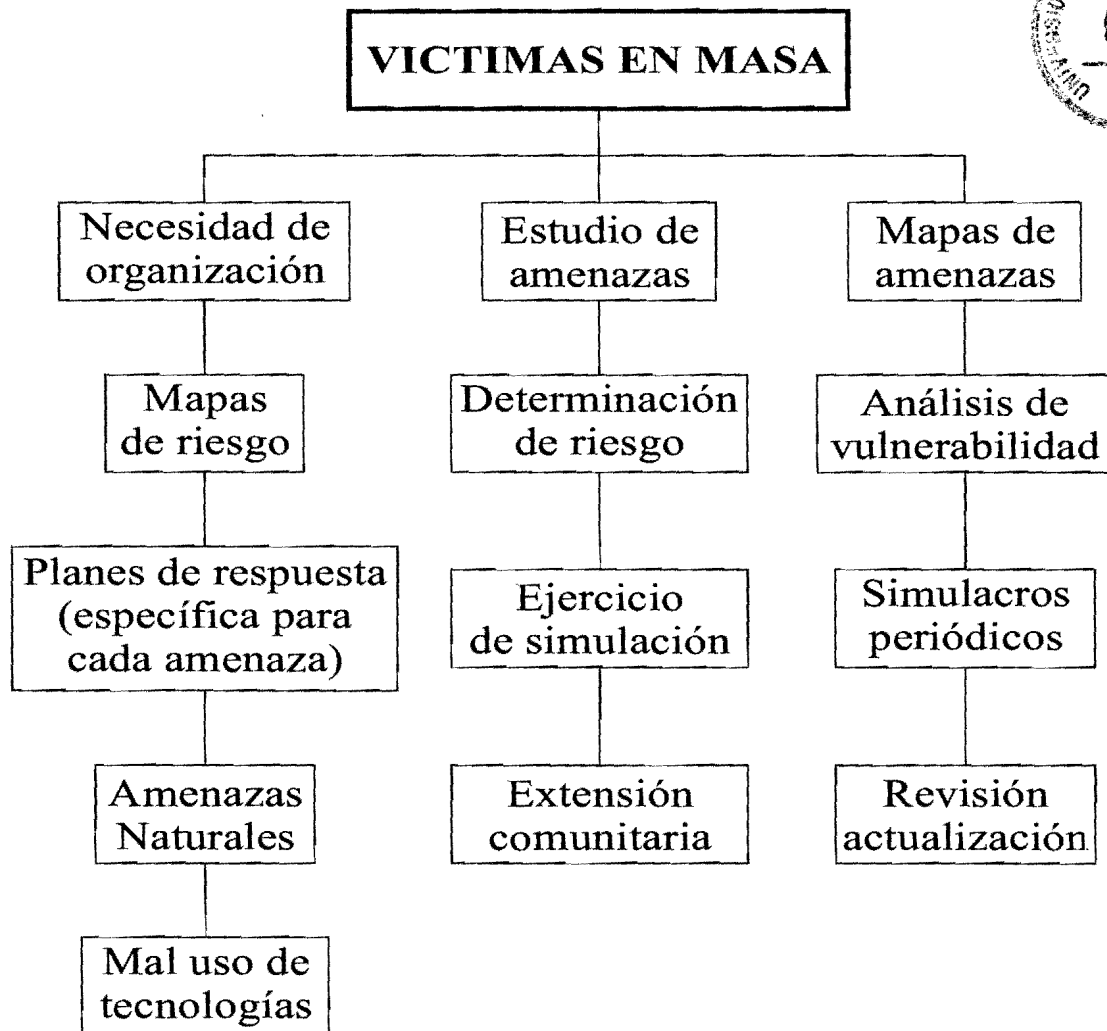 VICTIMAS EN MASA
Necesidad de
organización
Estudio de
amenazas
Mapas de
amenazas
Mapas
de riesgo
Determinación
de riesgo
Análisis de
vulnerabilidad
Planes de respuesta
(específica para
cada amenaza)
Ejercicio
de simulación
Simulacros
periódicos
Amenazas
Naturales
Extensión
comunitaria
Revisión
actualización
Mal uso de
tecnologías